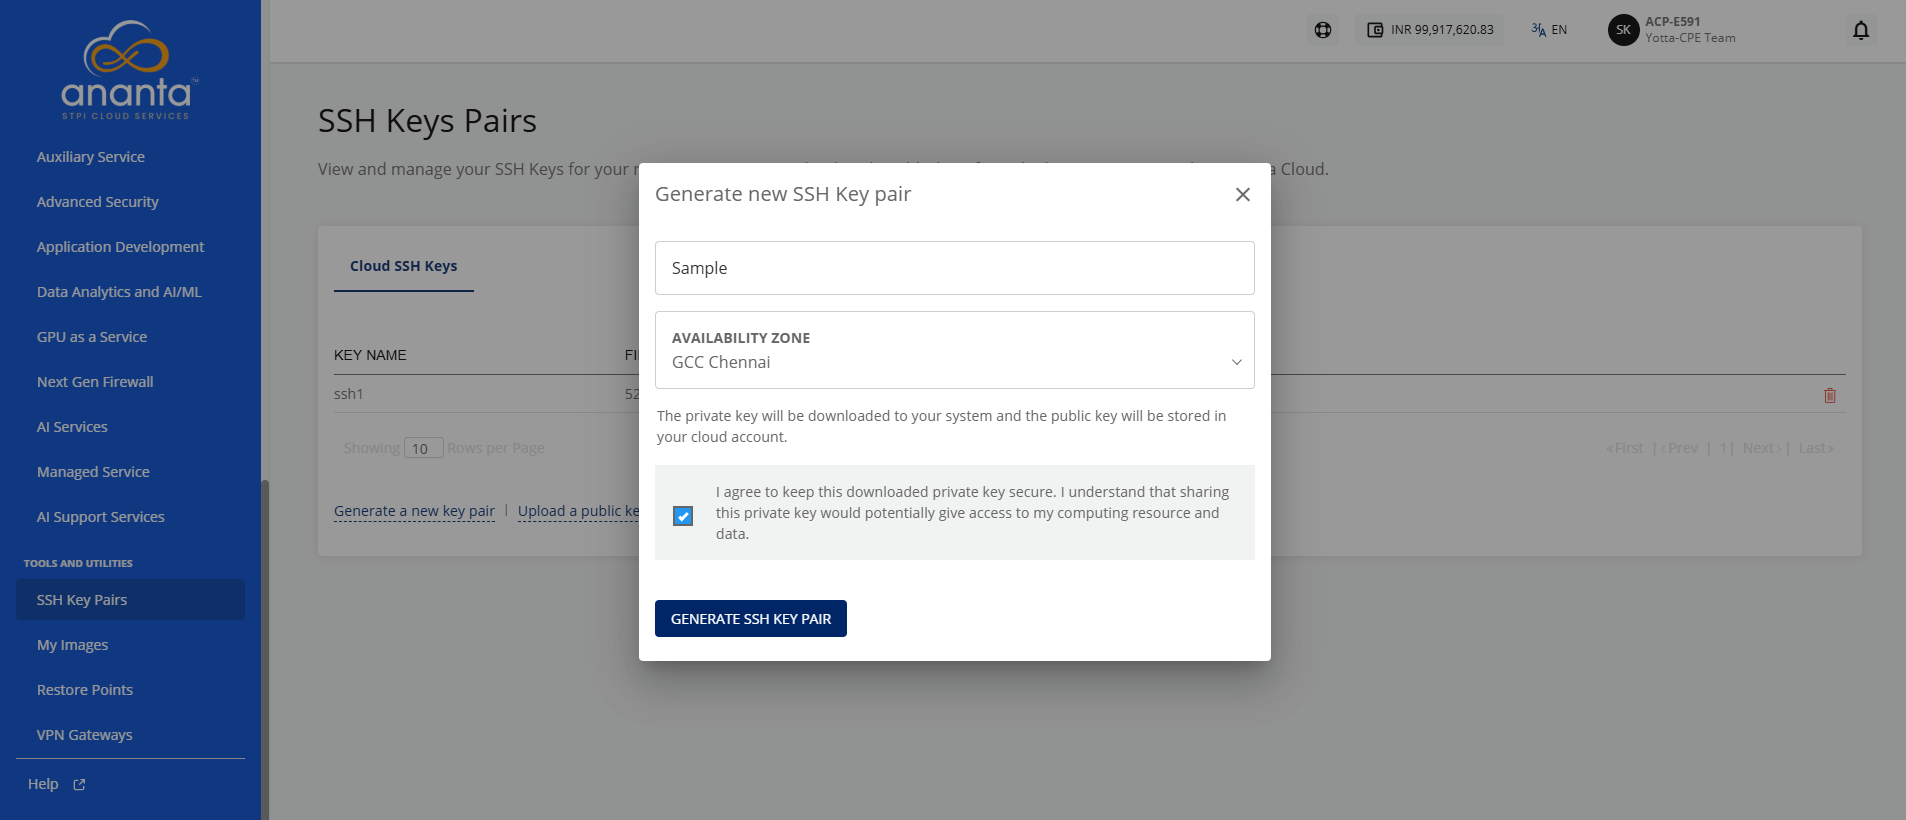 ananta
TM
STPI CLOUD SERVICES
Auxiliary Service
Advanced Security
Application Development
Data Analytics and AI/ML
GPU as a Service
Next Gen Firewall
AI Services
Managed Service
AI Support Services
TOOLS AND UTILITIES
SSH Key Pairs
My Images
Restore Points
VPN Gateways
Help
INR 99,917,620.83
EN
SK
ACP-E591
Yotta-CPE Team
SSH Keys Pairs
View and manage your SSH Keys for your
a Cloud.
Cloud SSH Keys
KEY NAME
ssh1
52
Showing 10 Rows per Page
«First | ‹ Prev | 1 | Next › | Last»
Generate a new key pair | Upload a public
Generate new SSH Key pair
Sample
AVAILABILITY ZONE
GCC Chennai
The private key will be downloaded to your system and the public key will be stored in
your cloud account.
I agree to keep this downloaded private key secure. I understand that sharing
this private key would potentially give access to my computing resource and
data.
GENERATE SSH KEY PAIR